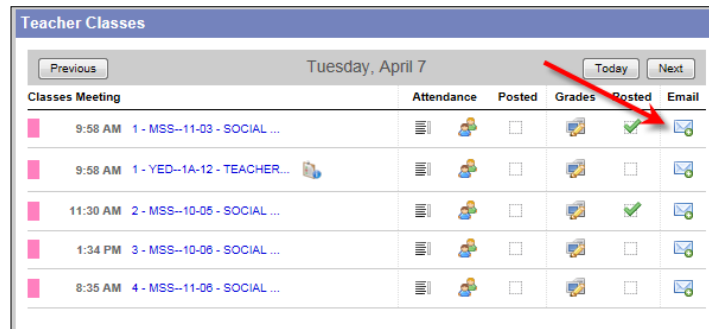 Teacher Classes
Previous Tuesday, April 7 Today Next
Classes Meeting Attendance Posted Grades Posted Email
9:58 AM 1 - MSS--11-03 - SOCIAL ...
9:58 AM 1 - YED--1A-12 - TEACHER...
11:30 AM 2 - MSS--10-05 - SOCIAL ...
1:34 PM 3 - MSS--10-06 - SOCIAL ...
8:35 AM 4 - MSS--11-06 - SOCIAL ...